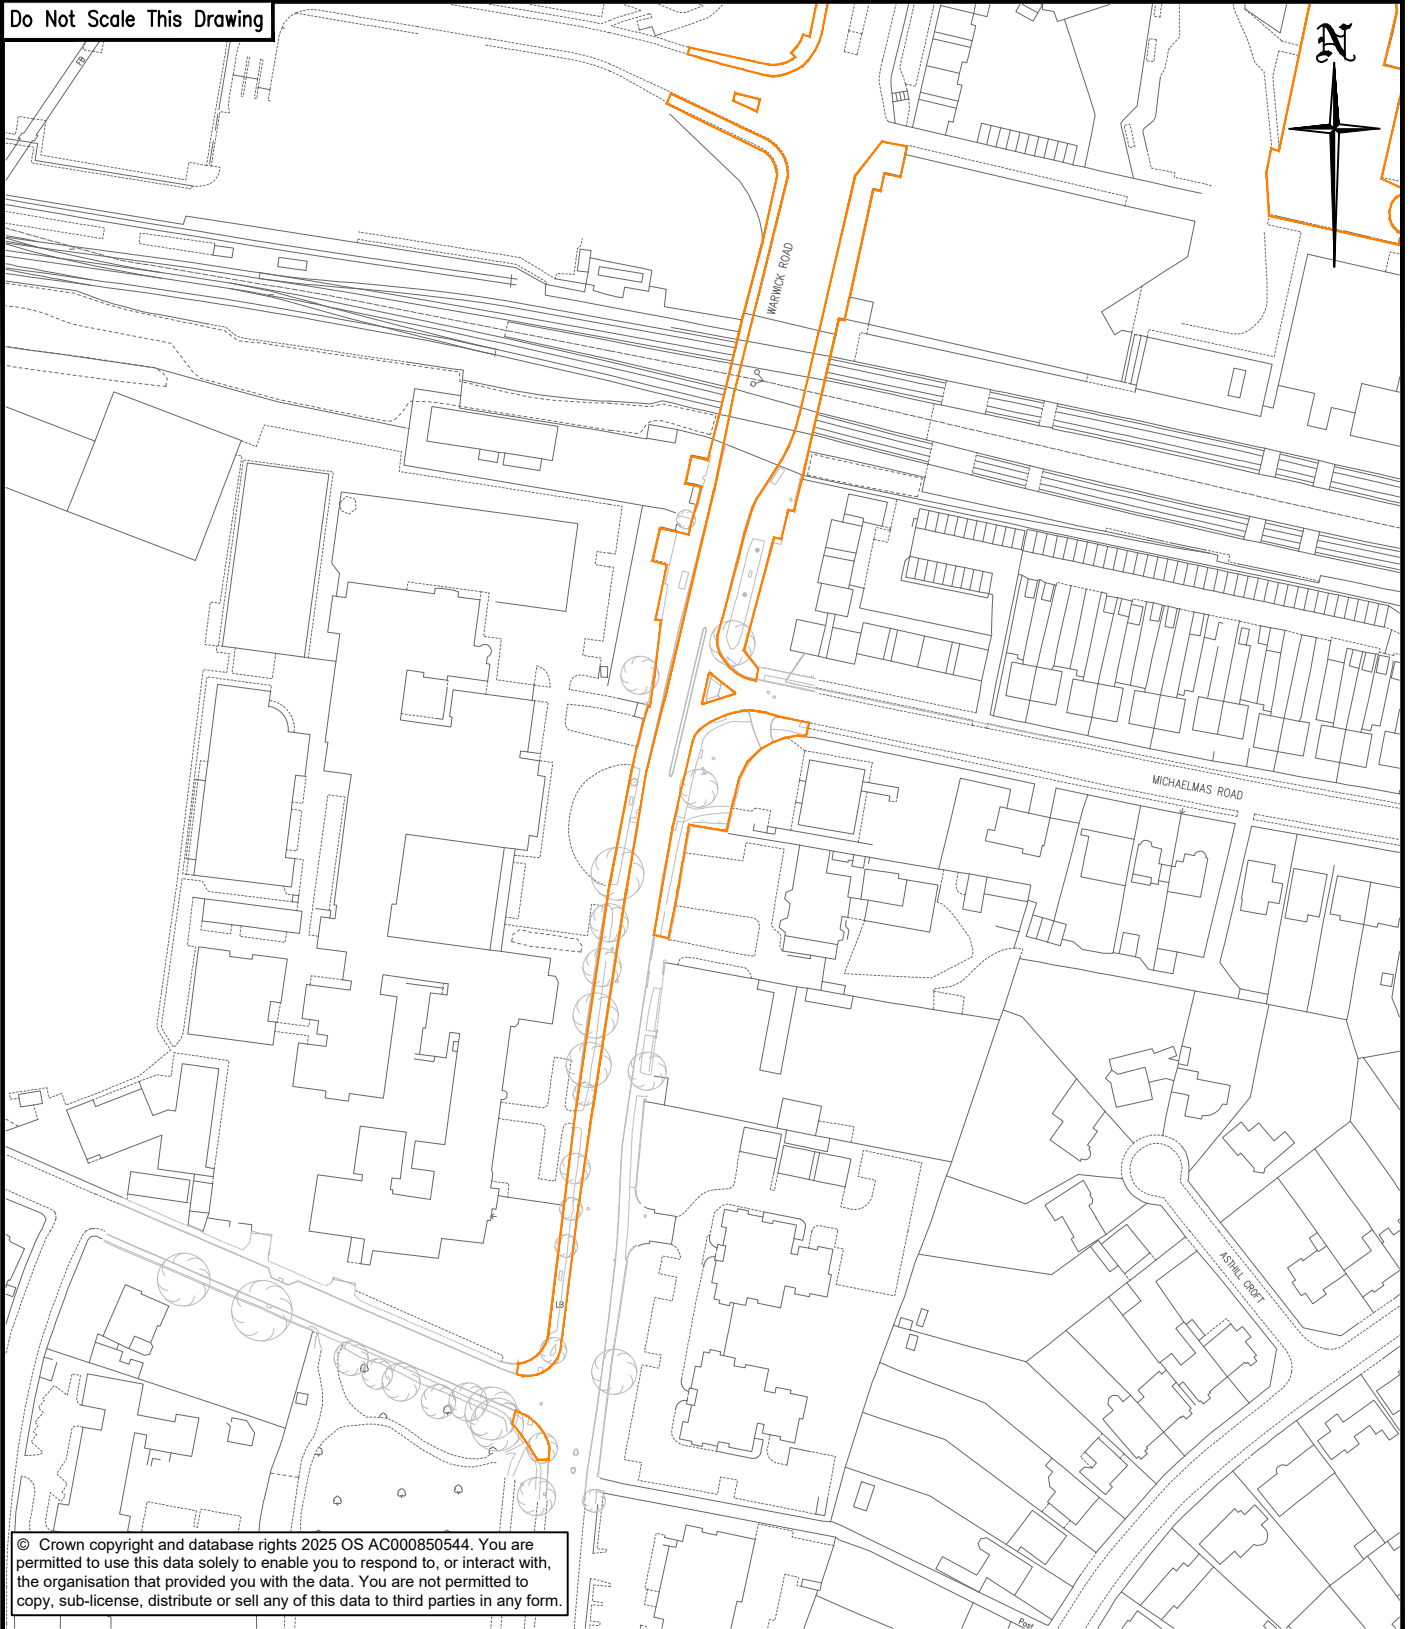 Do Not Scale This Drawing
N
FB
WARWICK ROAD
MICHAELMAS ROAD
ASTHILL CROFT
LB
© Crown copyright and database rights 2025 OS AC000850544. You are
permitted to use this data solely to enable you to respond to, or interact with,
the organisation that provided you with the data. You are not permitted to
copy, sub-license, distribute or sell any of this data to third parties in any form.
Post